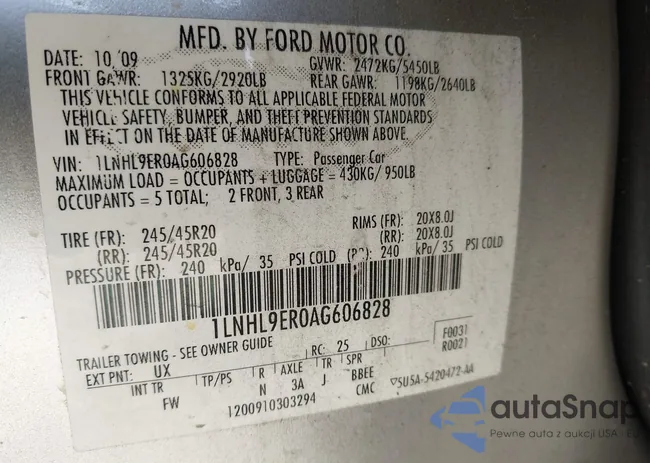 MFD. BY FORD MOTOR CO.
DATE: 10/09 GVWR: 2472KG/5450LB
FRONT GAWR: 1325KG/2920LB REAR GAWR: 1198KG/2640LB
THIS VEHICLE CONFORMS TO ALL APPLICABLE FEDERAL MOTOR
VEHICLE SAFETY, BUMPER, AND THEFT PREVENTION STANDARDS
IN EFFECT ON THE DATE OF MANUFACTURE SHOWN ABOVE.
VIN: 1LNHL9ER0AG606828 TYPE: Passenger Car
MAXIMUM LOAD = OCCUPANTS + LUGGAGE = 430KG/ 950LB
OCCUPANTS = 5 TOTAL; 2 FRONT, 3 REAR
TIRE (FR): 245/45R20 RIMS (FR): 20X8.0J
(RR): 245/45R20 (RR): 20X8.0J
PRESSURE (FR): 240 kPa/ 35 PSI COLD (RR): 240 kPa/ 35 PSI COLD
1LNHL9ER0AG606828
TRAILER TOWING - SEE OWNER GUIDE F0031
EXT PNT: UX RC: 25 DSO: R0021
INT TR TP/PS R AXLE TR SPR
FW N 3A J BBEE
1200910303294 CMC 5U5A-5420472-AA
autaSnap
Pewne auta z aukcji USA - Eu